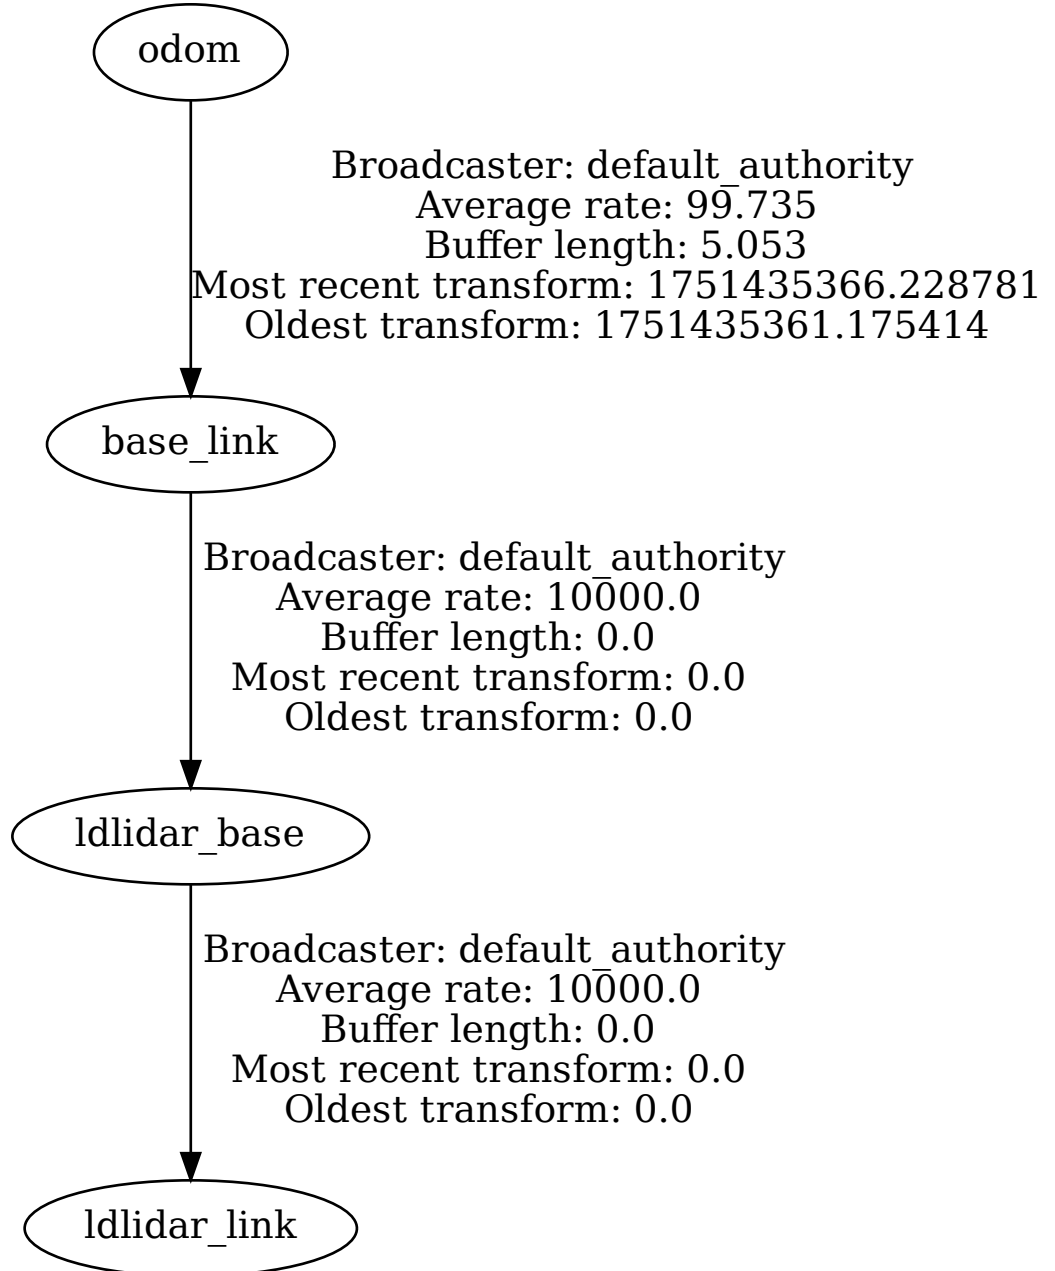 odom
Broadcaster: default_authority
Average rate: 99.735
Buffer length: 5.053
Most recent transform: 1751435366.228781
Oldest transform: 1751435361.175414
base_link
Broadcaster: default_authority
Average rate: 10000.0
Buffer length: 0.0
Most recent transform: 0.0
Oldest transform: 0.0
ldlidar_base
Broadcaster: default_authority
Average rate: 10000.0
Buffer length: 0.0
Most recent transform: 0.0
Oldest transform: 0.0
ldlidar_link